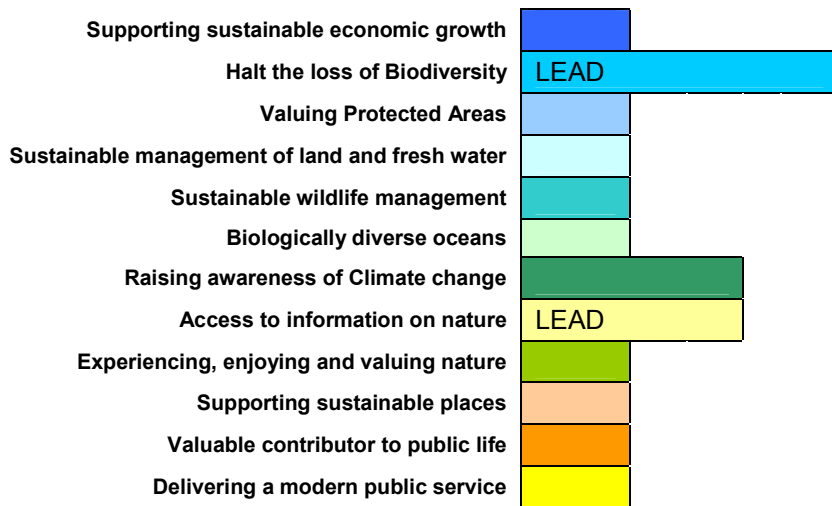 Supporting sustainable economic growth
Halt the loss of Biodiversity LEAD
Valuing Protected Areas
Sustainable management of land and fresh water
Sustainable wildlife management
Biologically diverse oceans
Raising awareness of Climate change
Access to information on nature LEAD
Experiencing, enjoying and valuing nature
Supporting sustainable places
Valuable contributor to public life
Delivering a modern public service